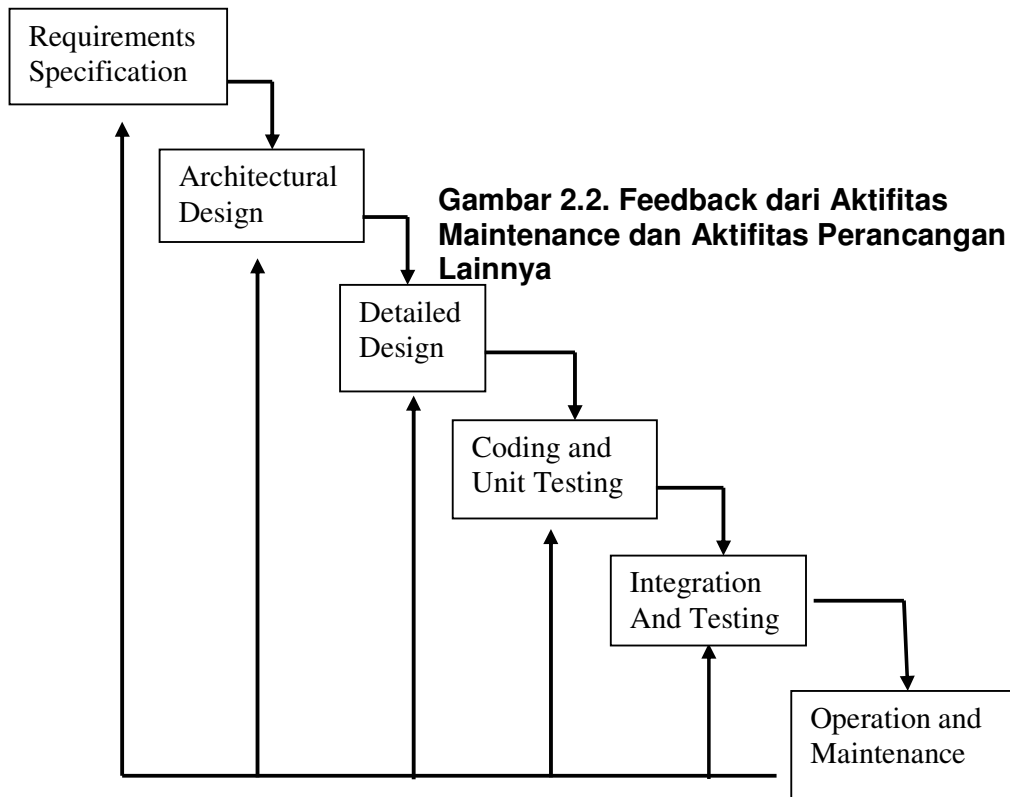 Requirements
Specification
Architectural
Design
Gambar 2.2. Feedback dari Aktifitas
Maintenance dan Aktifitas Perancangan
Lainnya
Detailed
Design
Coding and
Unit Testing
Integration
And Testing
Operation and
Maintenance